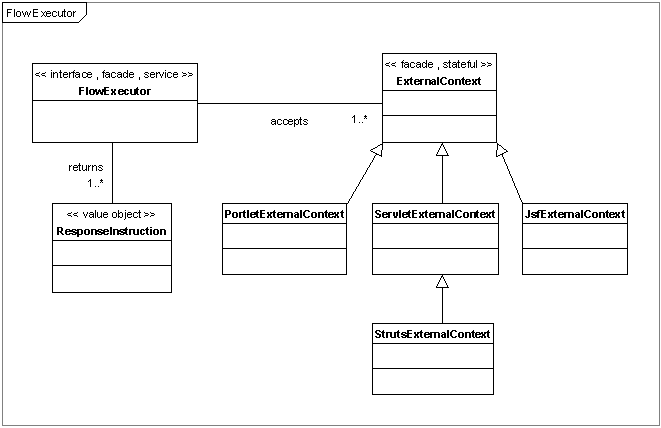 FlowExecutor
<< interface , facade , service >>
FlowExecutor
<< facade , stateful >>
ExternalContext
accepts
1..*
returns
1..*
<< value object >>
ResponseInstruction
PortletExternalContext
ServletExternalContext
JsfExternalContext
StrutsExternalContext